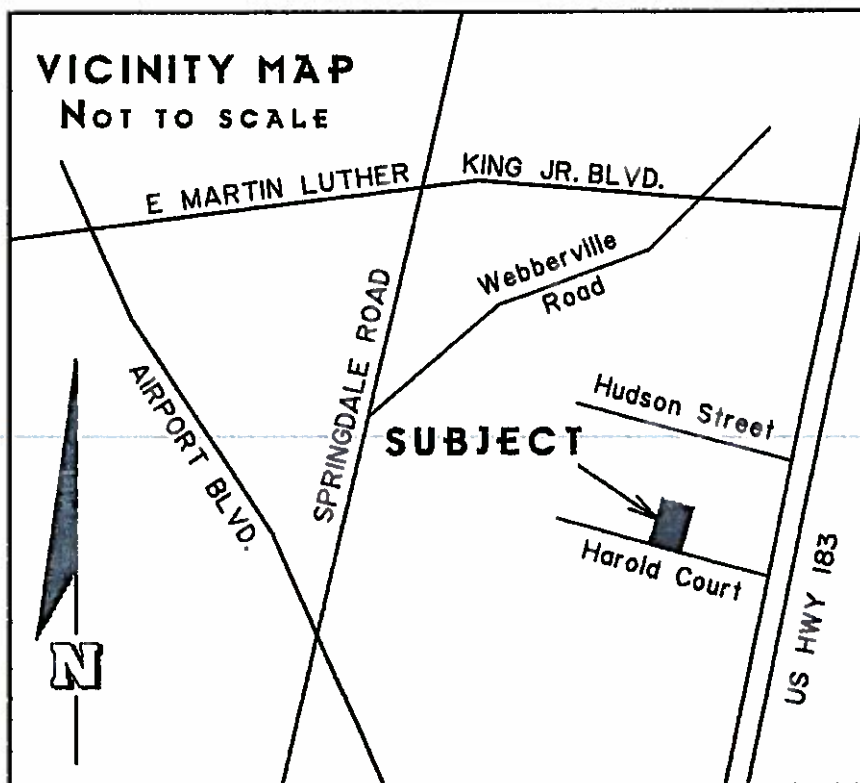 VICINITY MAP
NOT TO SCALE
E MARTIN LUTHER KING JR. BLVD.
Webberville
Road
SPRINGDALE ROAD
AIRPORT BLVD.
Hudson Street
SUBJECT
Harold Court
US HWY 183
N